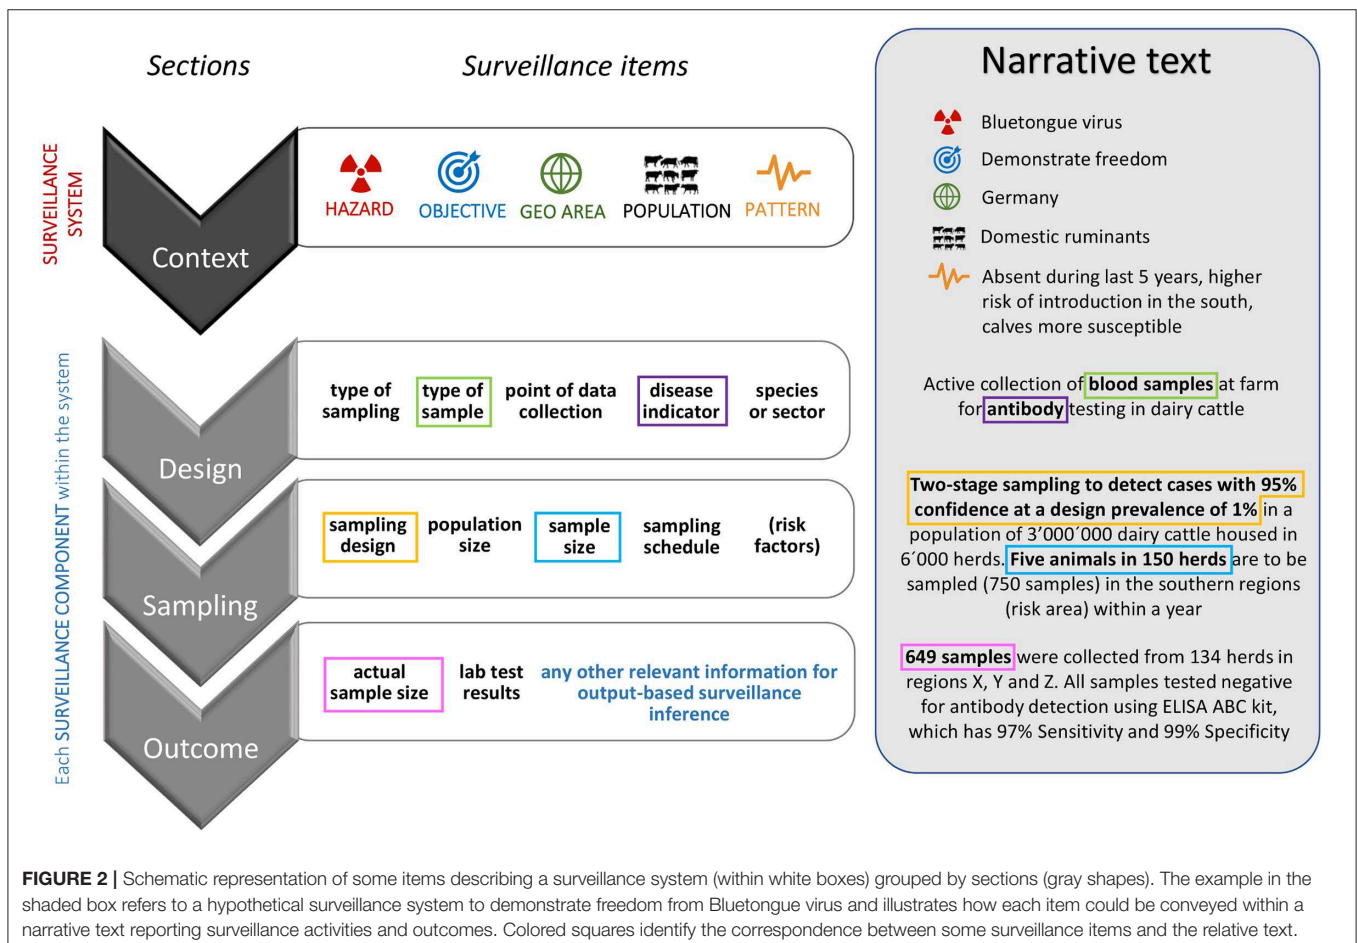 Sections
Surveillance items
SURVEILLANCE
SYSTEM
Context
HAZARD
OBJECTIVE
GEO AREA
POPULATION
PATTERN
Each SURVEILLANCE COMPONENT within the system
Design
type of
sampling
type of
sample
point of data
collection
disease
indicator
species
or sector
Sampling
sampling
design
population
size
sample
size
sampling
schedule
(risk
factors)
Outcome
actual
sample size
lab test
results
any other relevant information for
output-based surveillance
inference
Narrative text
Bluetongue virus
Demonstrate freedom
Germany
Domestic ruminants
Absent during last 5 years, higher
risk of introduction in the south,
calves more susceptible
Active collection of blood samples at farm
for antibody testing in dairy cattle
Two-stage sampling to detect cases with 95%
confidence at a design prevalence of 1% in a
population of 3’000´000 dairy cattle housed in
6´000 herds. Five animals in 150 herds are to be
sampled (750 samples) in the southern regions
(risk area) within a year
649 samples were collected from 134 herds in
regions X, Y and Z. All samples tested negative
for antibody detection using ELISA ABC kit,
which has 97% Sensitivity and 99% Specificity
FIGURE 2 | Schematic representation of some items describing a surveillance system (within white boxes) grouped by sections (gray shapes). The example in the
shaded box refers to a hypothetical surveillance system to demonstrate freedom from Bluetongue virus and illustrates how each item could be conveyed within a
narrative text reporting surveillance activities and outcomes. Colored squares identify the correspondence between some surveillance items and the relative text.